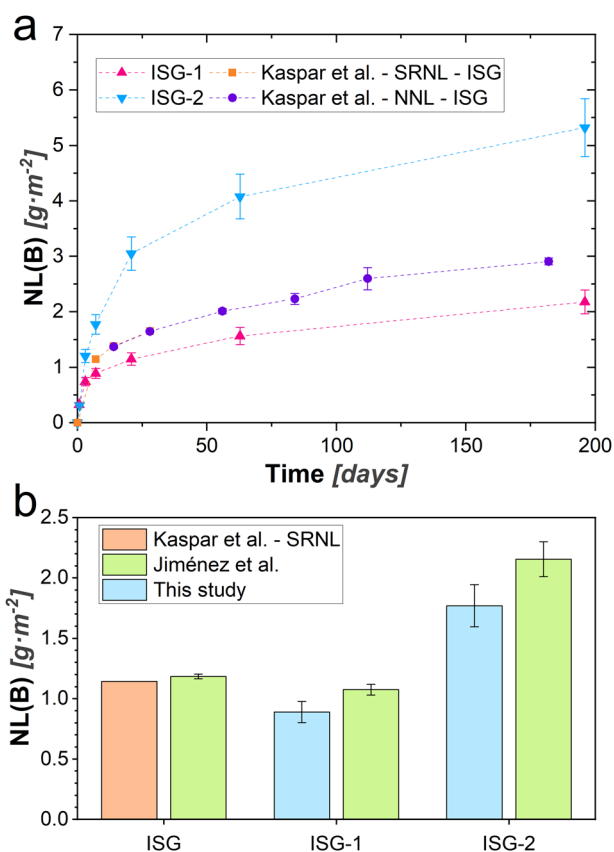 a
7
6
5
4
3
2
1
0
NL(B) [g·m⁻²]
ISG-1
Kaspar et al. - SRNL - ISG
ISG-2
Kaspar et al. - NNL - ISG
0 50 100 150 200
Time [days]
b
2.5
2.0
1.5
1.0
0.5
0.0
NL(B) [g·m⁻²]
Kaspar et al. - SRNL
Jiménez et al.
This study
ISG ISG-1 ISG-2